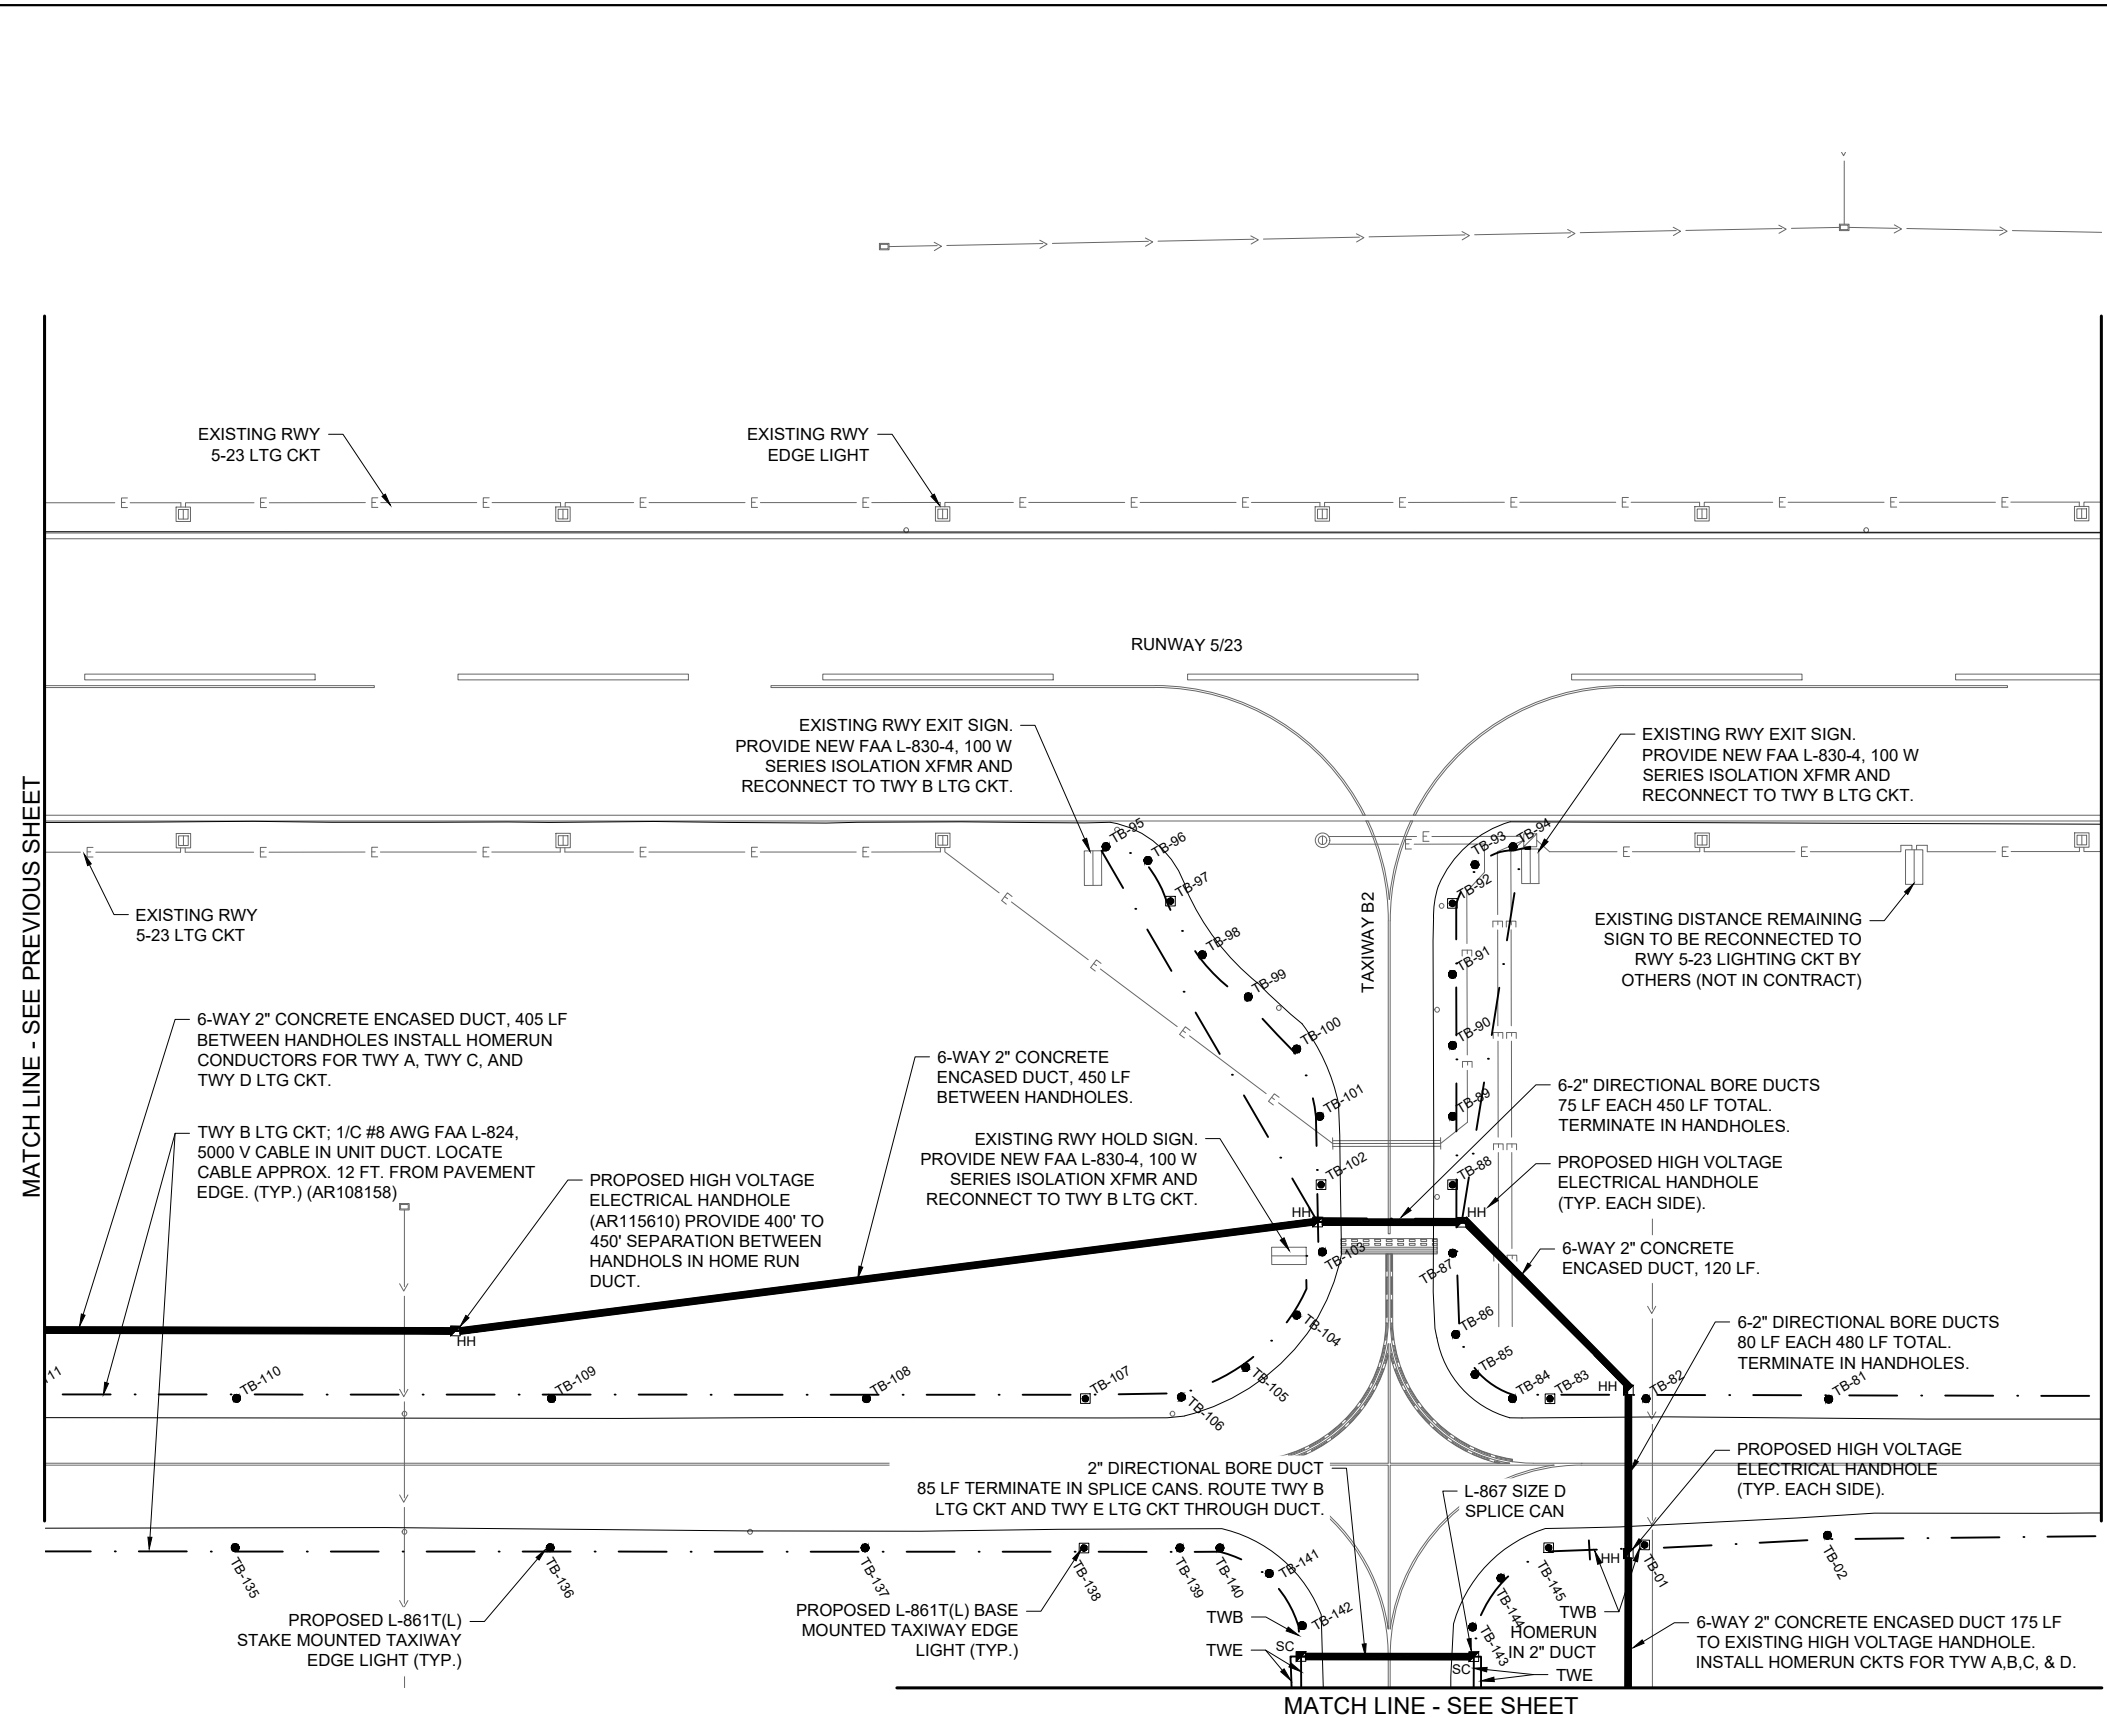 EXISTING RWY
5-23 LTG CKT
EXISTING RWY
EDGE LIGHT
E E E E E E E E E E E E E E E
RUNWAY 5/23
EXISTING RWY EXIT SIGN.
PROVIDE NEW FAA L-830-4, 100 W
SERIES ISOLATION XFMR AND
RECONNECT TO TWY B LTG CKT.
EXISTING RWY EXIT SIGN.
PROVIDE NEW FAA L-830-4, 100 W
SERIES ISOLATION XFMR AND
RECONNECT TO TWY B LTG CKT.
MATCH LINE - SEE PREVIOUS SHEET
EXISTING RWY
5-23 LTG CKT
TB-95
TB-96
TB-97
TB-98
TB-99
TB-100
TB-101
TB-102
TB-103
TB-104
TB-105
TB-106
TAXIWAY B2
TB-94
TB-93
TB-92
TB-91
TB-90
TB-89
TB-88
TB-87
TB-86
TB-85
TB-84
TB-83
TB-82
TB-81
EXISTING DISTANCE REMAINING
SIGN TO BE RECONNECTED TO
RWY 5-23 LIGHTING CKT BY
OTHERS (NOT IN CONTRACT)
6-WAY 2" CONCRETE ENCASED DUCT, 405 LF
BETWEEN HANDHOLES INSTALL HOMERUN
CONDUCTORS FOR TWY A, TWY C, AND
TWY D LTG CKT.
6-WAY 2" CONCRETE
ENCASED DUCT, 450 LF
BETWEEN HANDHOLES.
6-2" DIRECTIONAL BORE DUCTS
75 LF EACH 450 LF TOTAL.
TERMINATE IN HANDHOLES.
TWY B LTG CKT; 1/C #8 AWG FAA L-824,
5000 V CABLE IN UNIT DUCT. LOCATE
CABLE APPROX. 12 FT. FROM PAVEMENT
EDGE. (TYP.) (AR108158)
EXISTING RWY HOLD SIGN.
PROVIDE NEW FAA L-830-4, 100 W
SERIES ISOLATION XFMR AND
RECONNECT TO TWY B LTG CKT.
PROPOSED HIGH VOLTAGE
ELECTRICAL HANDHOLE
(AR115610) PROVIDE 400' TO
450' SEPARATION BETWEEN
HANDHOLS IN HOME RUN
DUCT.
PROPOSED HIGH VOLTAGE
ELECTRICAL HANDHOLE
(TYP. EACH SIDE).
HH
HH
6-WAY 2" CONCRETE
ENCASED DUCT, 120 LF.
HH
6-2" DIRECTIONAL BORE DUCTS
80 LF EACH 480 LF TOTAL.
TERMINATE IN HANDHOLES.
HH
11
TB-110
TB-109
TB-108
TB-107
2" DIRECTIONAL BORE DUCT
85 LF TERMINATE IN SPLICE CANS. ROUTE TWY B
LTG CKT AND TWY E LTG CKT THROUGH DUCT.
L-867 SIZE D
SPLICE CAN
PROPOSED HIGH VOLTAGE
ELECTRICAL HANDHOLE
(TYP. EACH SIDE).
TB-135
TB-136
TB-137
TB-138
TB-139
TB-140
TB-141
TB-142
TB-143
TB-144
TB-145
HH
TB-01
TB-02
PROPOSED L-861T(L)
STAKE MOUNTED TAXIWAY
EDGE LIGHT (TYP.)
PROPOSED L-861T(L) BASE
MOUNTED TAXIWAY EDGE
LIGHT (TYP.)
TWB
TWE
SC
SC
TWB
HOMERUN
IN 2" DUCT
TWE
6-WAY 2" CONCRETE ENCASED DUCT 175 LF
TO EXISTING HIGH VOLTAGE HANDHOLE.
INSTALL HOMERUN CKTS FOR TYW A,B,C, & D.
MATCH LINE - SEE SHEET